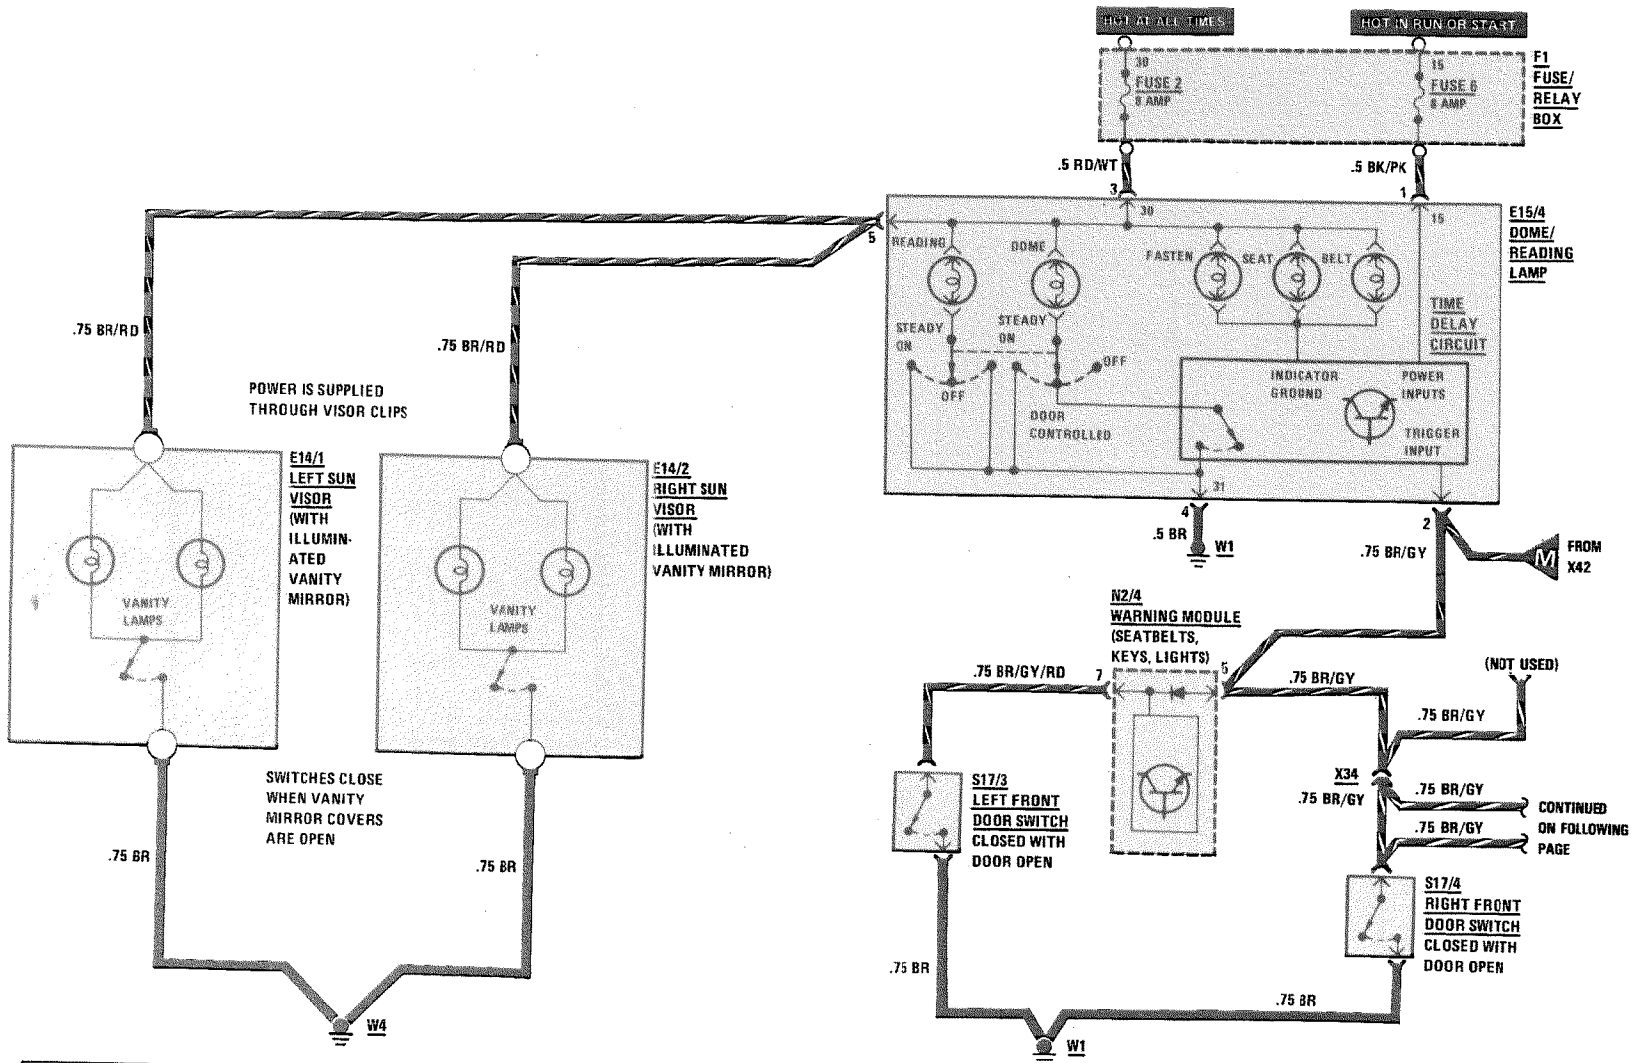 HOT AT ALL TIMES
HOT IN RUN OR START
30
FUSE 2
8 AMP
15
FUSE 6
8 AMP
F1
FUSE/
RELAY
BOX
.5 RD/WT
.5 BK/PK
3
1
30
15
E15/4
DOME/
READING
LAMP
5
READING
DOME
FASTEN
SEAT
BELT
STEADY
ON
STEADY
ON
TIME
DELAY
CIRCUIT
OFF
OFF
DOOR
CONTROLLED
INDICATOR
GROUND
POWER
INPUTS
TRIGGER
INPUT
31
4
2
.5 BR
W1
.75 BR/GY
M
FROM
X42
.75 BR/RD
.75 BR/RD
POWER IS SUPPLIED
THROUGH VISOR CLIPS
E14/1
LEFT SUN
VISOR
(WITH
ILLUMIN-
ATED
VANITY
MIRROR)
VANITY
LAMPS
E14/2
RIGHT SUN
VISOR
(WITH
ILLUMINATED
VANITY MIRROR)
VANITY
LAMPS
SWITCHES CLOSE
WHEN VANITY
MIRROR COVERS
ARE OPEN
.75 BR
.75 BR
W4
N2/4
WARNING MODULE
(SEATBELTS,
KEYS, LIGHTS)
.75 BR/GY/RD
7
5
.75 BR/GY
(NOT USED)
.75 BR/GY
X34
.75 BR/GY
.75 BR/GY
.75 BR/GY
CONTINUED
ON FOLLOWING
PAGE
S17/3
LEFT FRONT
DOOR SWITCH
CLOSED WITH
DOOR OPEN
S17/4
RIGHT FRONT
DOOR SWITCH
CLOSED WITH
DOOR OPEN
.75 BR
.75 BR
W1